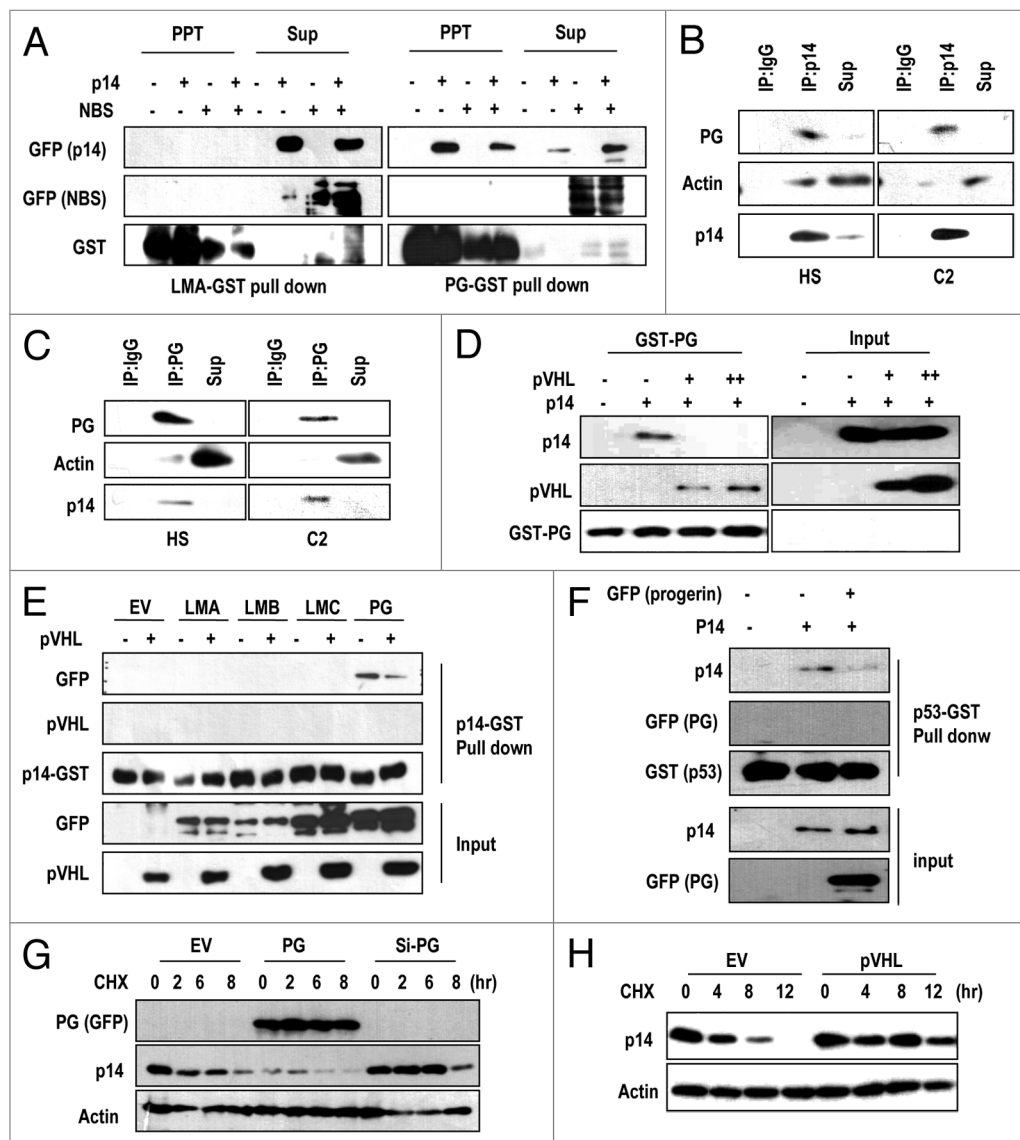 A
PPT Sup PPT Sup
p14 - + - + - + - + - + - + - + - +
NBS - - + + - - + + - - + + - - + +
GFP (p14)
GFP (NBS)
GST
LMA-GST pull down PG-GST pull down
B
IP:IgG IP:p14 Sup IP:IgG IP:p14 Sup
PG
Actin
p14
HS C2
C
IP:IgG IP:PG Sup IP:IgG IP:PG Sup
PG
Actin
p14
HS C2
D
GST-PG Input
pVHL - - + ++ - - + ++
p14 - + + + - + + +
p14
pVHL
GST-PG
E
EV LMA LMB LMC PG
pVHL - + - + - + - + - +
GFP
pVHL
p14-GST
p14-GST
Pull down
GFP
pVHL
Input
F
GFP (progerin) - - +
P14 - + +
p14
GFP (PG)
GST (p53)
p53-GST
Pull donw
p14
GFP (PG)
input
G
EV PG Si-PG
CHX 0 2 6 8 0 2 6 8 0 2 6 8 (hr)
PG (GFP)
p14
Actin
H
EV pVHL
CHX 0 4 8 12 0 4 8 12 (hr)
p14
Actin